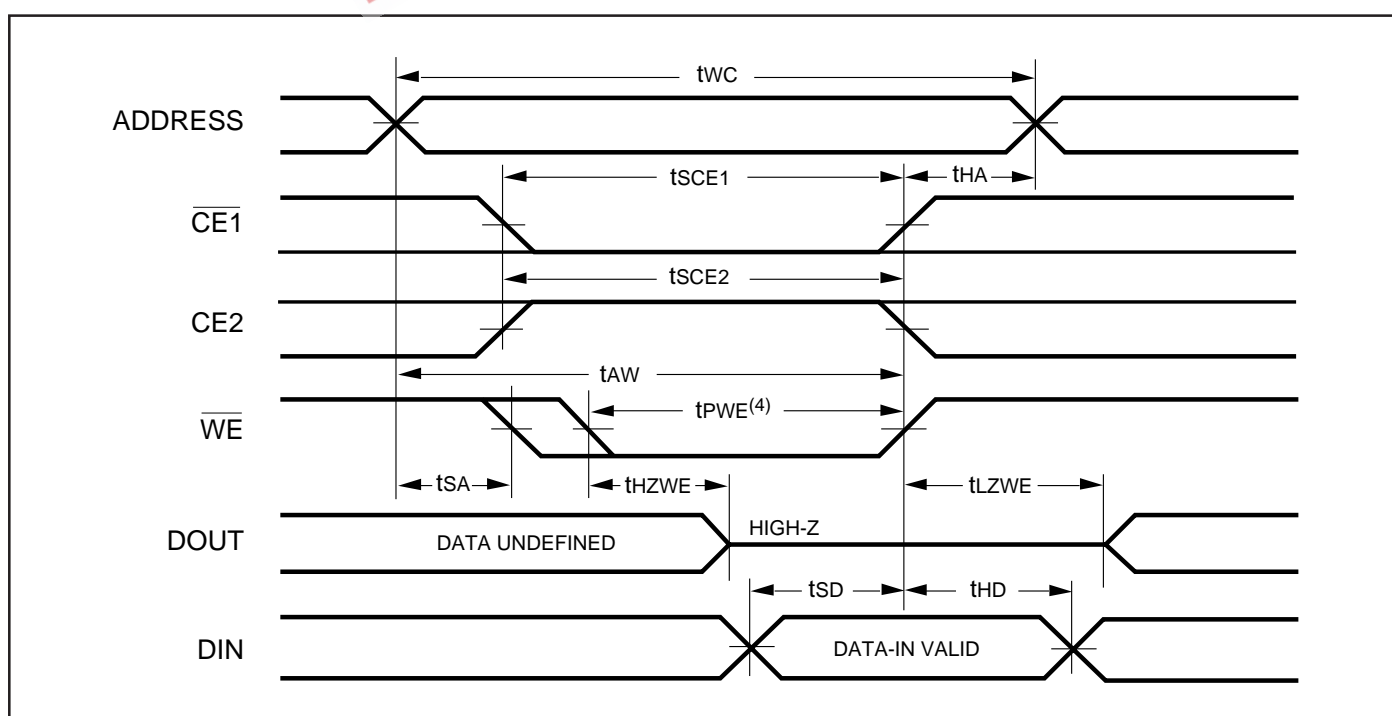 tWC
ADDRESS
tSCE1
tHA
CE1
tSCE2
CE2
tAW
tPWE(4)
WE
tSA
tHZWE
tLZWE
DOUT
DATA UNDEFINED
HIGH-Z
tSD
tHD
DIN
DATA-IN VALID